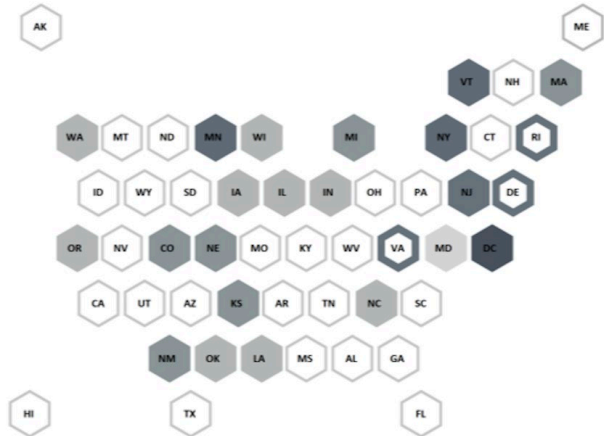 AK ME
VT NH MA
WA MT ND MN WI MI NY CT RI
ID WY SD IA IL IN OH PA NJ DE
OR NV CO NE MO KY WV VA MD DC
CA UT AZ KS AR TN NC SC
NM OK LA MS AL GA
HI TX FL